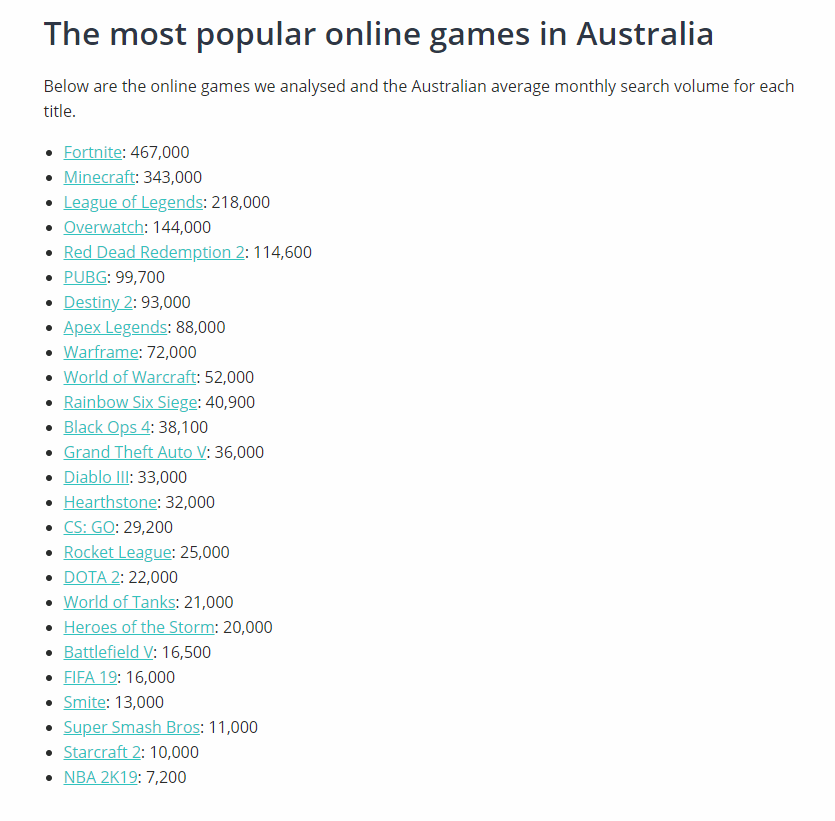 The most popular online games in Australia
Below are the online games we analysed and the Australian average monthly search volume for each
title.
Fortnite: 467,000
Minecraft: 343,000
League of Legends: 218,000
Overwatch: 144,000
Red Dead Redemption 2: 114,600
PUBG: 99,700
Destiny 2: 93,000
Apex Legends: 88,000
Warframe: 72,000
World of Warcraft: 52,000
Rainbow Six Siege: 40,900
Black Ops 4: 38,100
Grand Theft Auto V: 36,000
Diablo III: 33,000
Hearthstone: 32,000
CS: GO: 29,200
Rocket League: 25,000
DOTA 2: 22,000
World of Tanks: 21,000
Heroes of the Storm: 20,000
Battlefield V: 16,500
FIFA 19: 16,000
Smite: 13,000
Super Smash Bros: 11,000
Starcraft 2: 10,000
NBA 2K19: 7,200